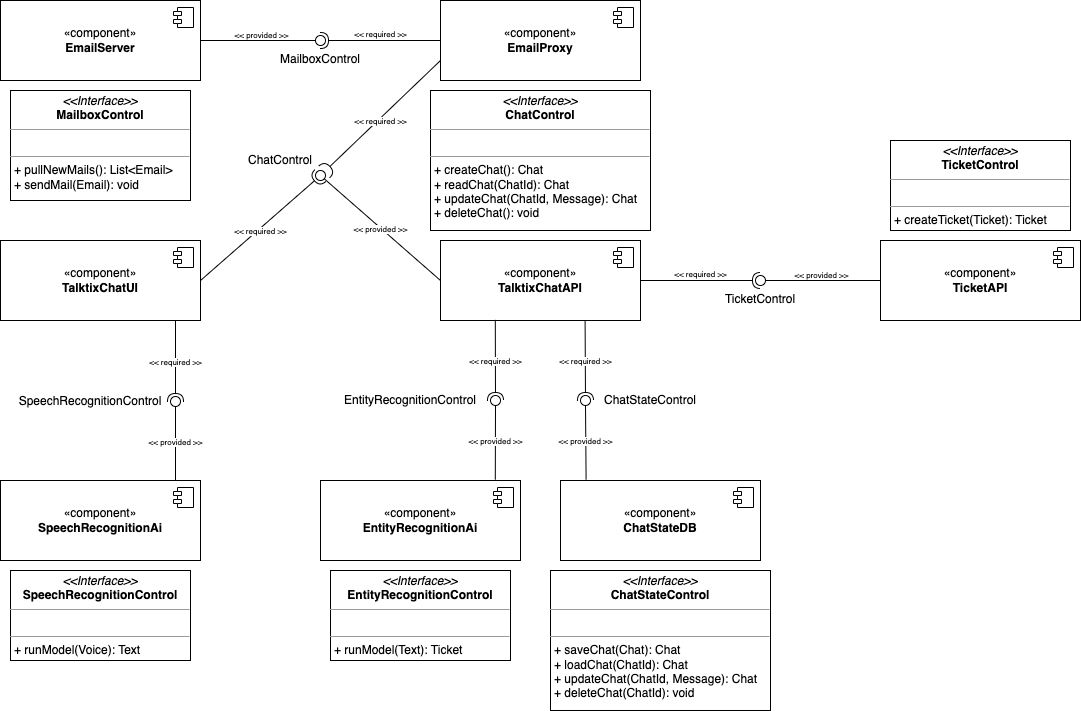 «component»
EmailServer
<< provided >>
<< required >>
MailboxControl
«component»
EmailProxy
<<Interface>>
MailboxControl
+ pullNewMails(): List<Email>
+ sendMail(Email): void
<< required >>
<<Interface>>
ChatControl
+ createChat(): Chat
+ readChat(ChatId): Chat
+ updateChat(ChatId, Message): Chat
+ deleteChat(): void
ChatControl
<<Interface>>
TicketControl
+ createTicket(Ticket): Ticket
<< required >>
<< provided >>
«component»
TalktixChatUI
«component»
TalktixChatAPI
<< required >>
<< provided >>
TicketControl
«component»
TicketAPI
<< required >>
<< required >>
<< required >>
SpeechRecognitionControl
EntityRecognitionControl
ChatStateControl
<< provided >>
<< provided >>
<< provided >>
«component»
SpeechRecognitionAi
«component»
EntityRecognitionAi
«component»
ChatStateDB
<<Interface>>
SpeechRecognitionControl
+ runModel(Voice): Text
<<Interface>>
EntityRecognitionControl
+ runModel(Text): Ticket
<<Interface>>
ChatStateControl
+ saveChat(Chat): Chat
+ loadChat(ChatId): Chat
+ updateChat(ChatId, Message): Chat
+ deleteChat(ChatId): void